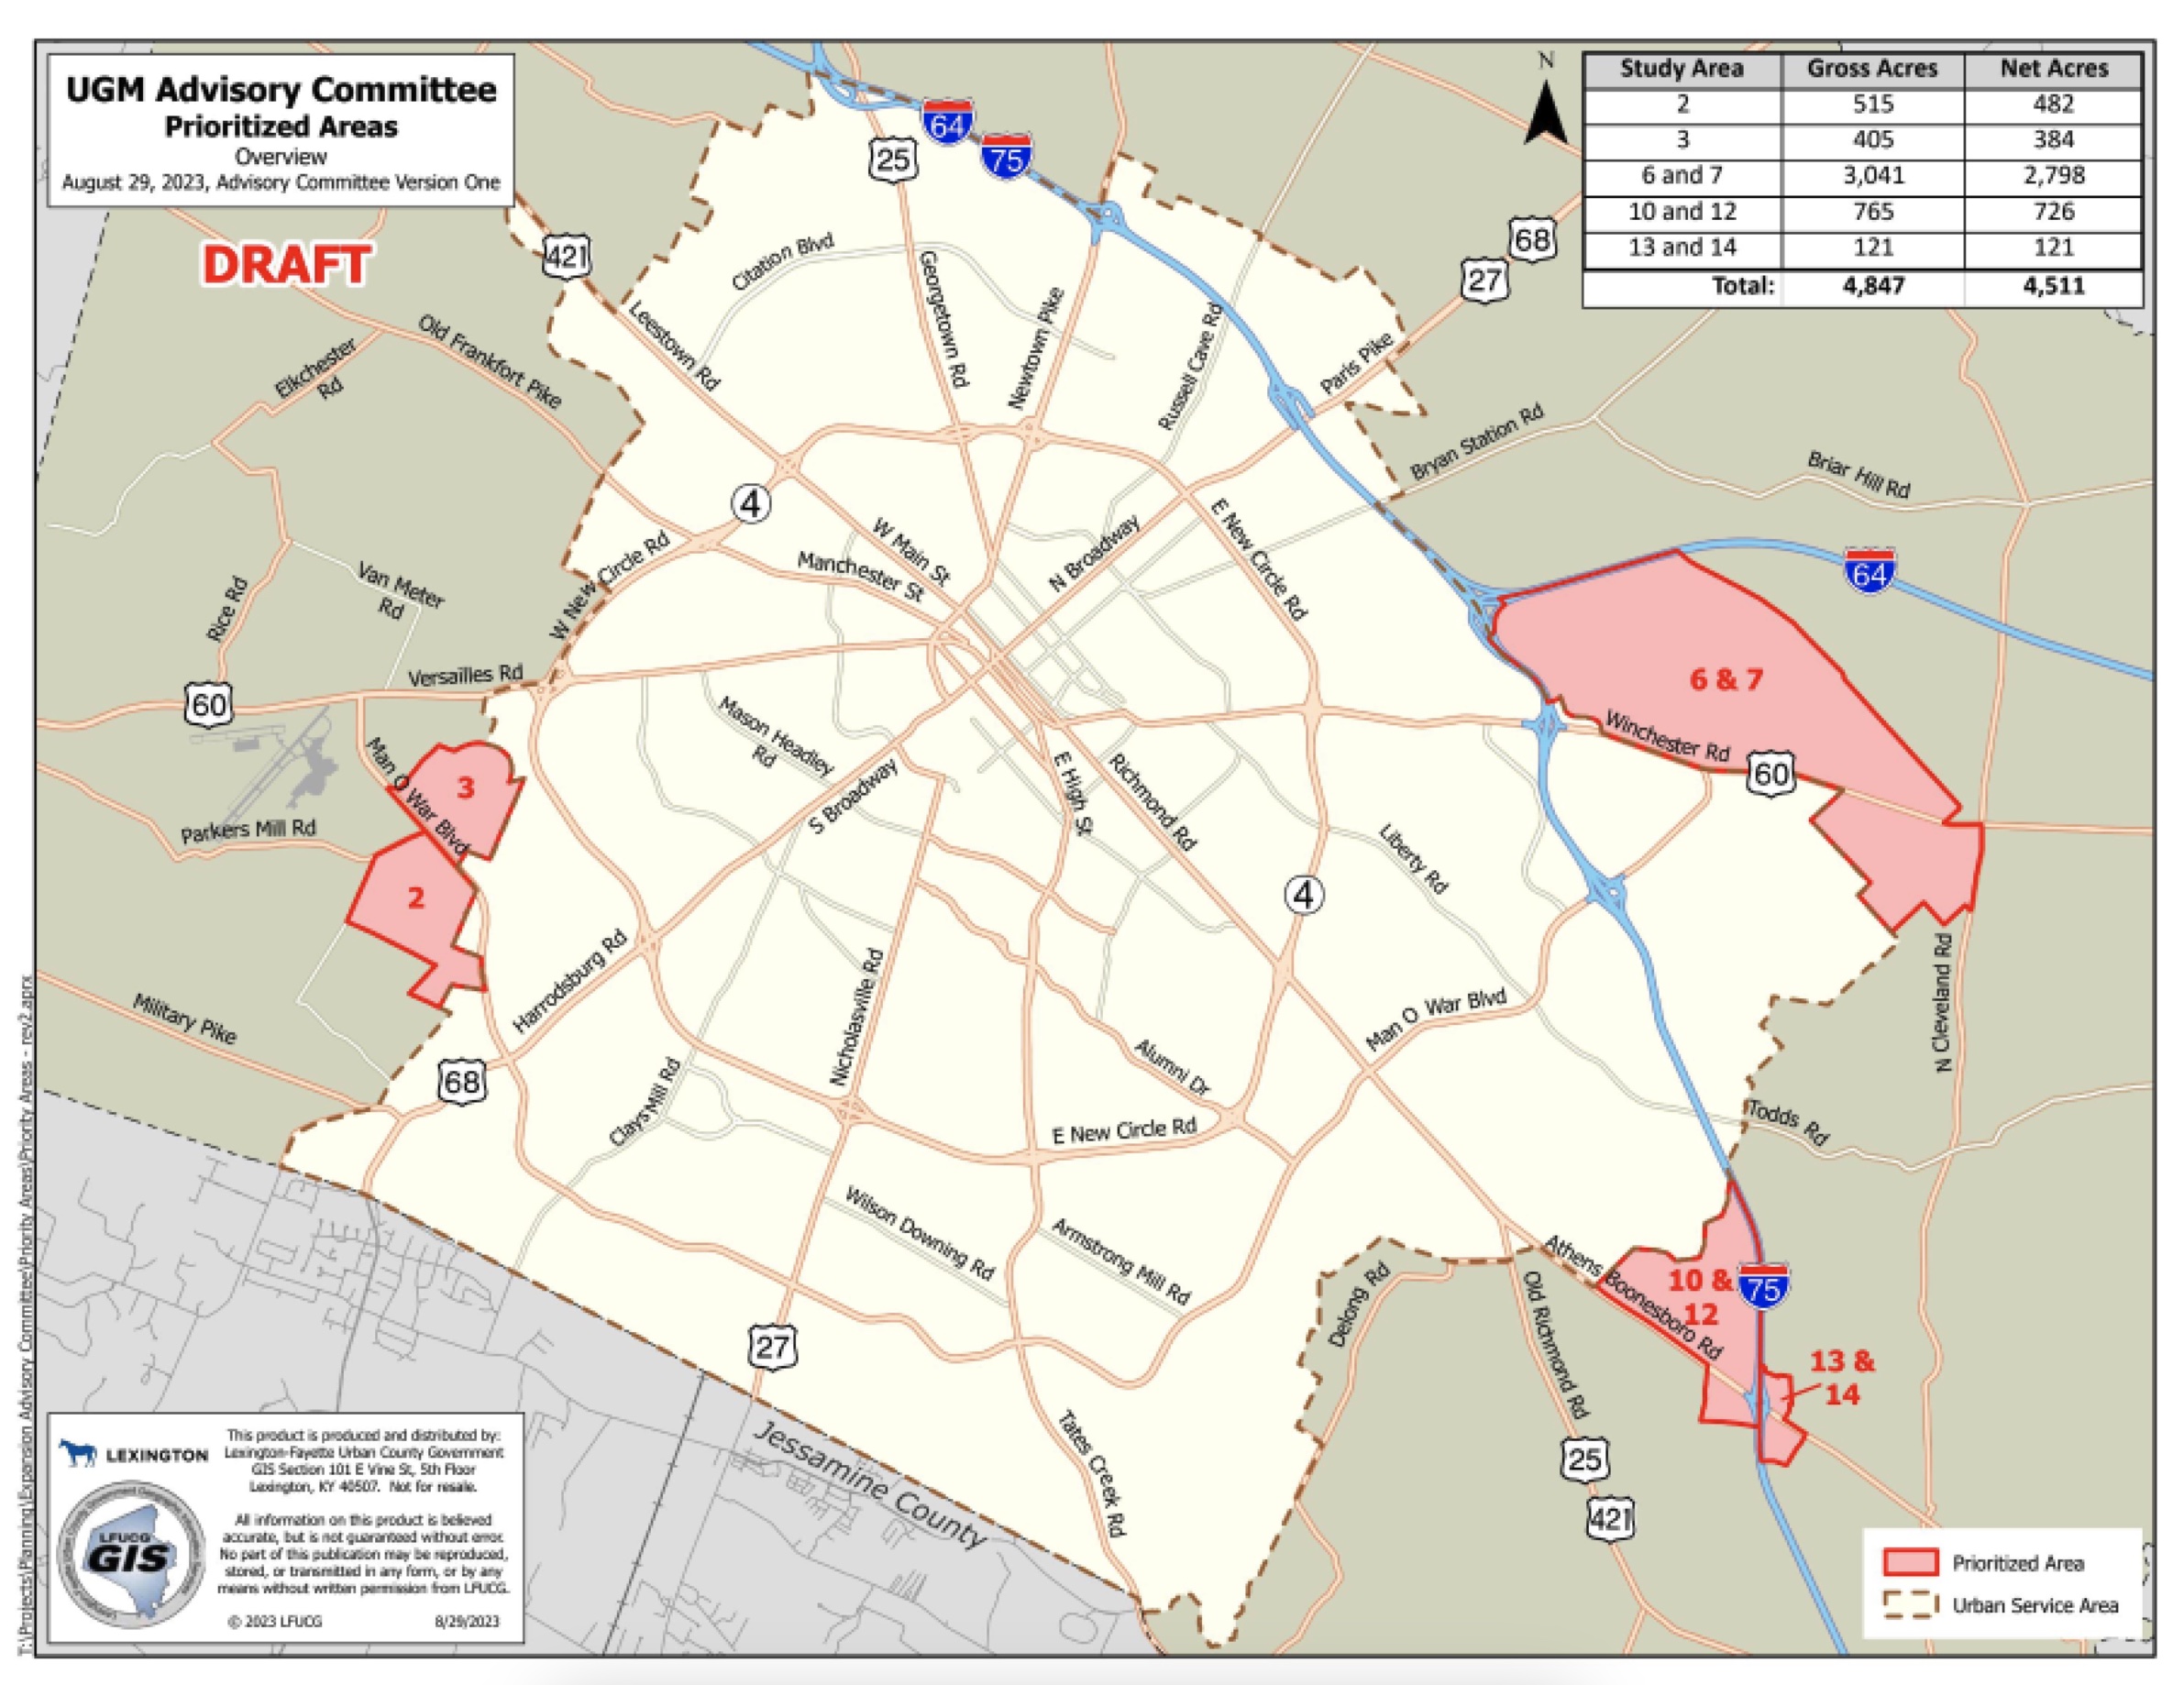 UGM Advisory Committee
Prioritized Areas
Overview
August 29, 2023, Advisory Committee Version One
DRAFT
N
Study Area Gross Acres Net Acres
2 515 482
3 405 384
6 and 7 3,041 2,798
10 and 12 765 726
13 and 14 121 121
Total: 4,847 4,511
64
75
25
421
68
27
Citation Blvd
Georgetown Rd
Newtown Pike
Russell Cave Rd
Leestown Rd
Old Frankfort Pike
Elkchester
Rd
Paris Pike
Bryan Station Rd
Briar Hill Rd
4
W New Circle Rd
W Main St
Manchester St
N Broadway
E New Circle Rd
64
Van Meter
Rd
Rice Rd
Versailles Rd
60
6 & 7
Winchester Rd
60
Mason Headley
Rd
S Broadway
E High St
Richmond Rd
Liberty Rd
Man O War Blvd
3
Parkers Mill Rd
2
4
Military Pike
Harrodsburg Rd
Nicholasville Rd
Man O War Blvd
N Cleveland Rd
68
Clays Mill Rd
Alumni Dr
E New Circle Rd
Todds Rd
Wilson Downing Rd
Armstrong Mill Rd
Delong Rd
Athens Boonesboro Rd
Old Richmond Rd
10 &
12
75
13 &
14
27
Tates Creek Rd
25
421
Jessamine County
LEXINGTON
LFUCG
GIS
This product is produced and distributed by:
Lexington-Fayette Urban County Government
GIS Section 101 E Vine St, 5th Floor
Lexington, KY 40507. Not for resale.
All information on this product is believed
accurate, but is not guaranteed without error.
No part of this publication may be reproduced,
stored, or transmitted in any form, or by any
means without written permission from LFUCG.
© 2023 LFUCG 8/29/2023
Prioritized Area
Urban Service Area
T:\Projects\Planning\Expansion Advisory Committee\Priority Areas\Priority Areas - rev2.aprx